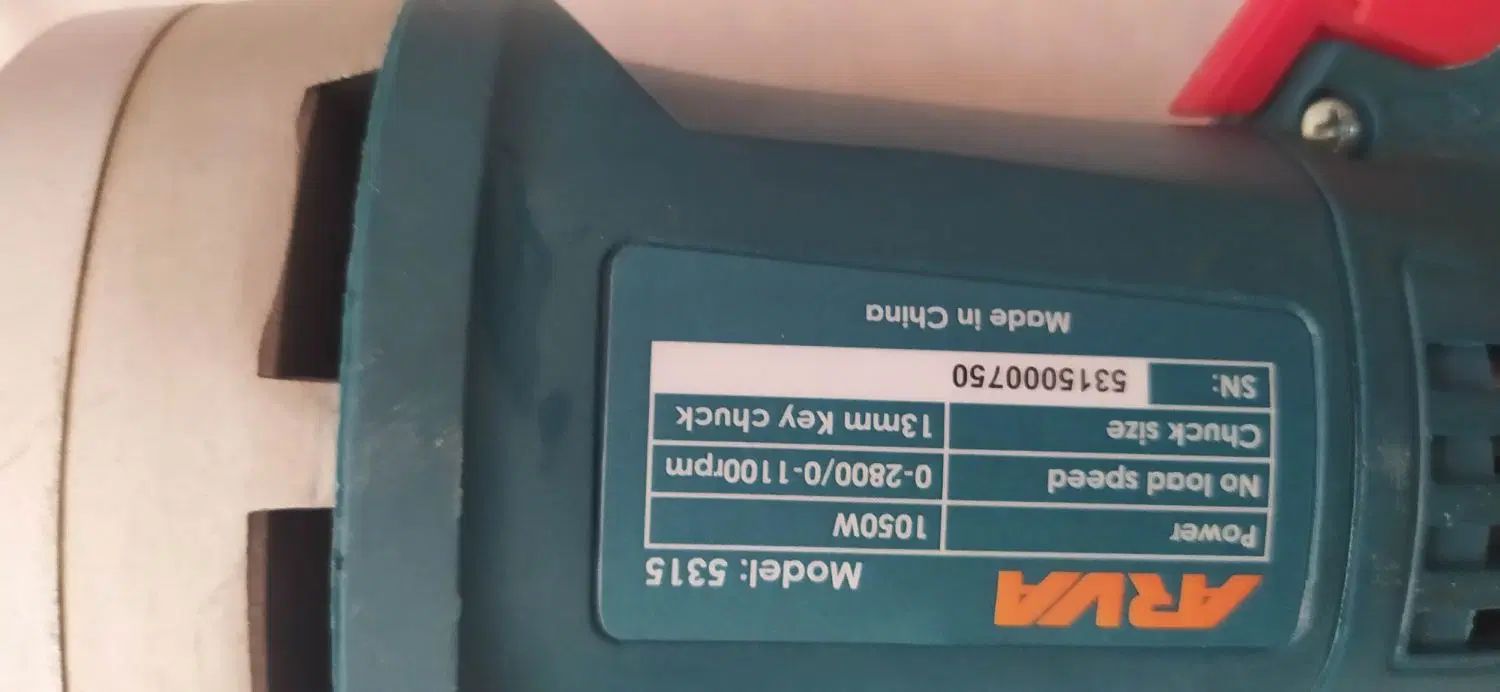 ARVA Model: 5315
Power 1050W
No load speed 0-2800/0-1100rpm
Chuck size 13mm Key chuck
SN: 5315000750
Made in China